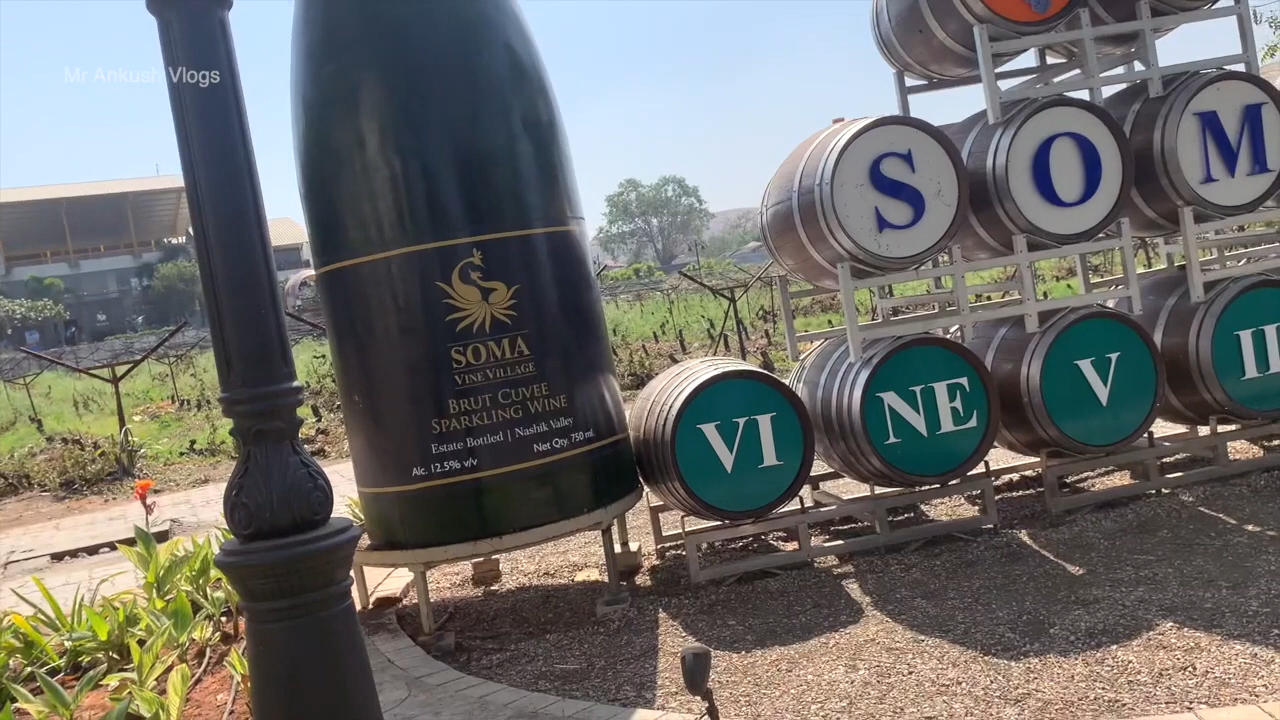 Mr Ankush Vlogs
S O M
VI NE V II
SOMA
VINE VILLAGE
BRUT CUVEE
SPARKLING WINE
Estate Bottled | Nashik Valley
Alc. 12.5% v/v Net Qty. 750 ml.